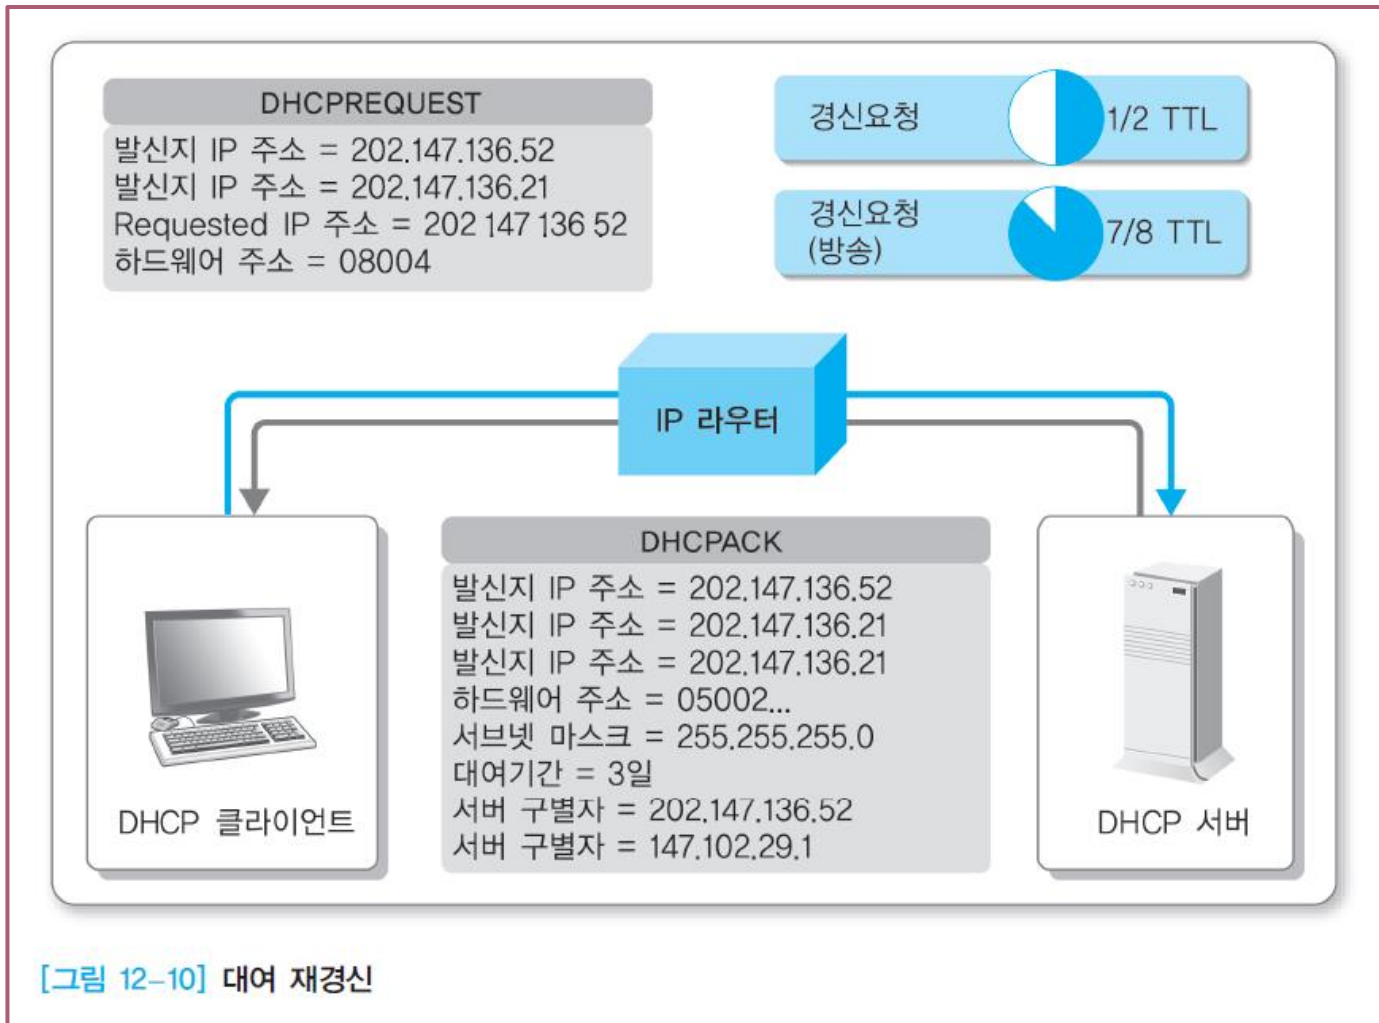 DHCPREQUEST
발신지 IP 주소 = 202.147.136.52
발신지 IP 주소 = 202.147.136.21
Requested IP 주소 = 202 147 136 52
하드웨어 주소 = 08004
경신요청
1/2 TTL
경신요청
(방송)
7/8 TTL
IP 라우터
DHCP 클라이언트
DHCPACK
발신지 IP 주소 = 202.147.136.52
발신지 IP 주소 = 202.147.136.21
발신지 IP 주소 = 202.147.136.21
하드웨어 주소 = 05002...
서브넷 마스크 = 255.255.255.0
대여기간 = 3일
서버 구별자 = 202.147.136.52
서버 구별자 = 147.102.29.1
DHCP 서버
[그림 12-10] 대여 재경신